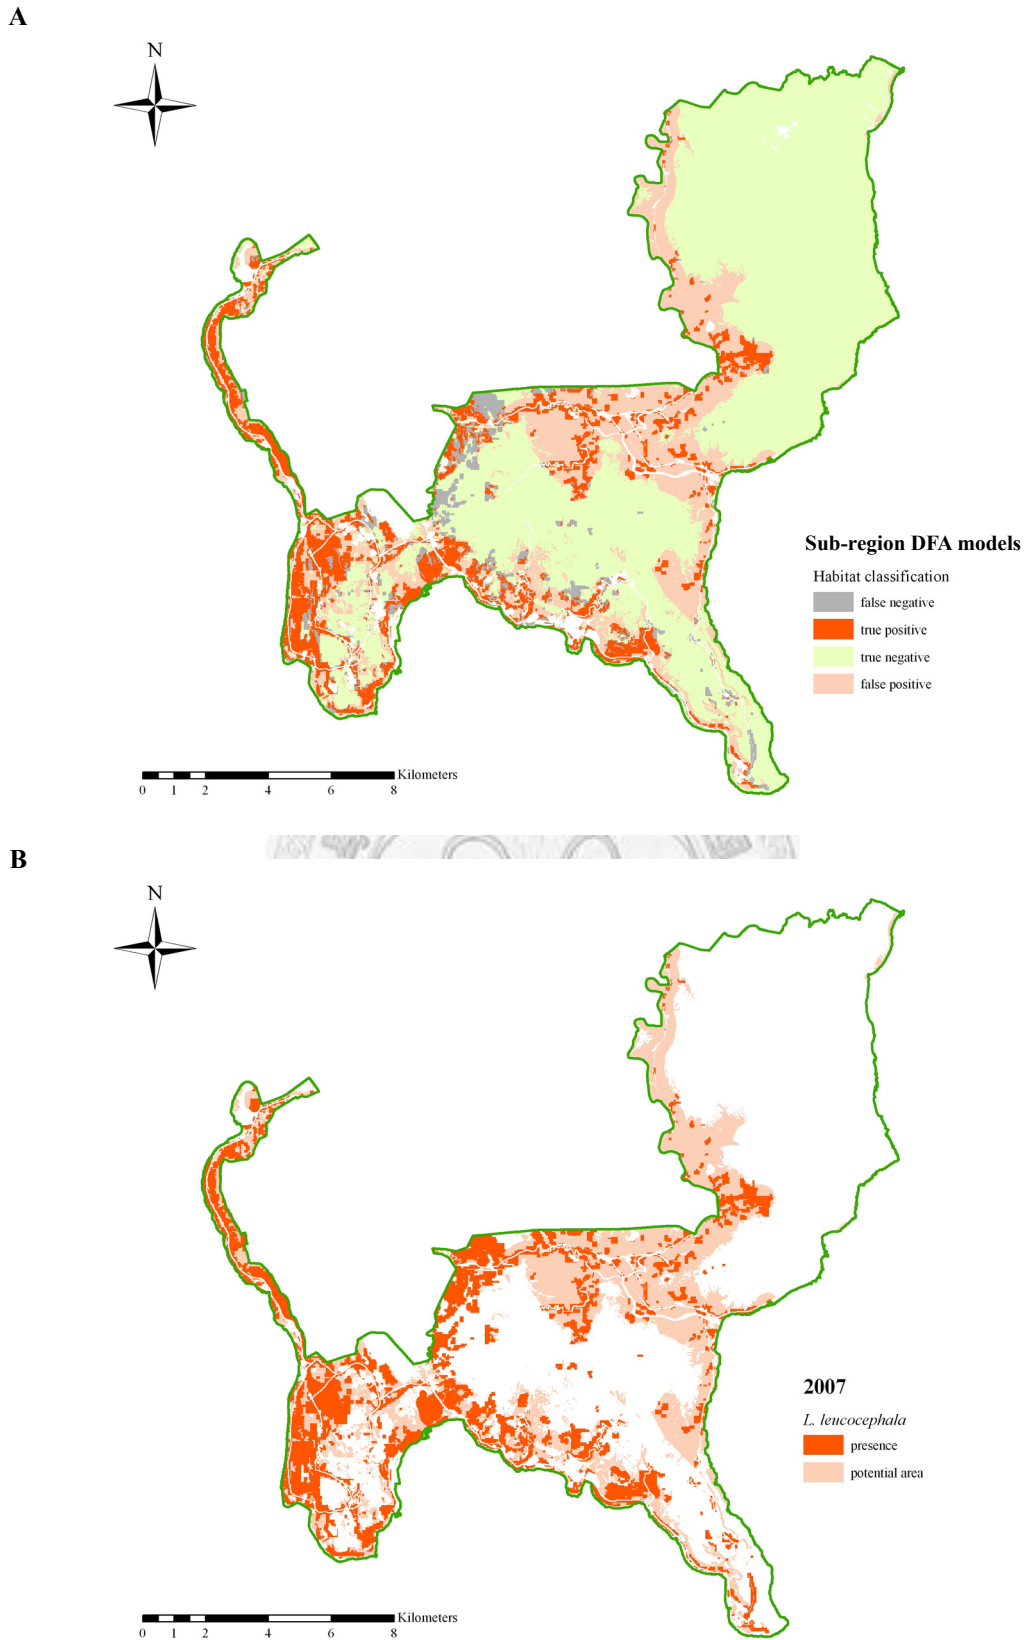 A
N
Sub-region DFA models
Habitat classification
false negative
true positive
true negative
false positive
Kilometers
0 1 2 4 6 8
B
N
2007
L. leucocephala
presence
potential area
Kilometers
0 1 2 4 6 8